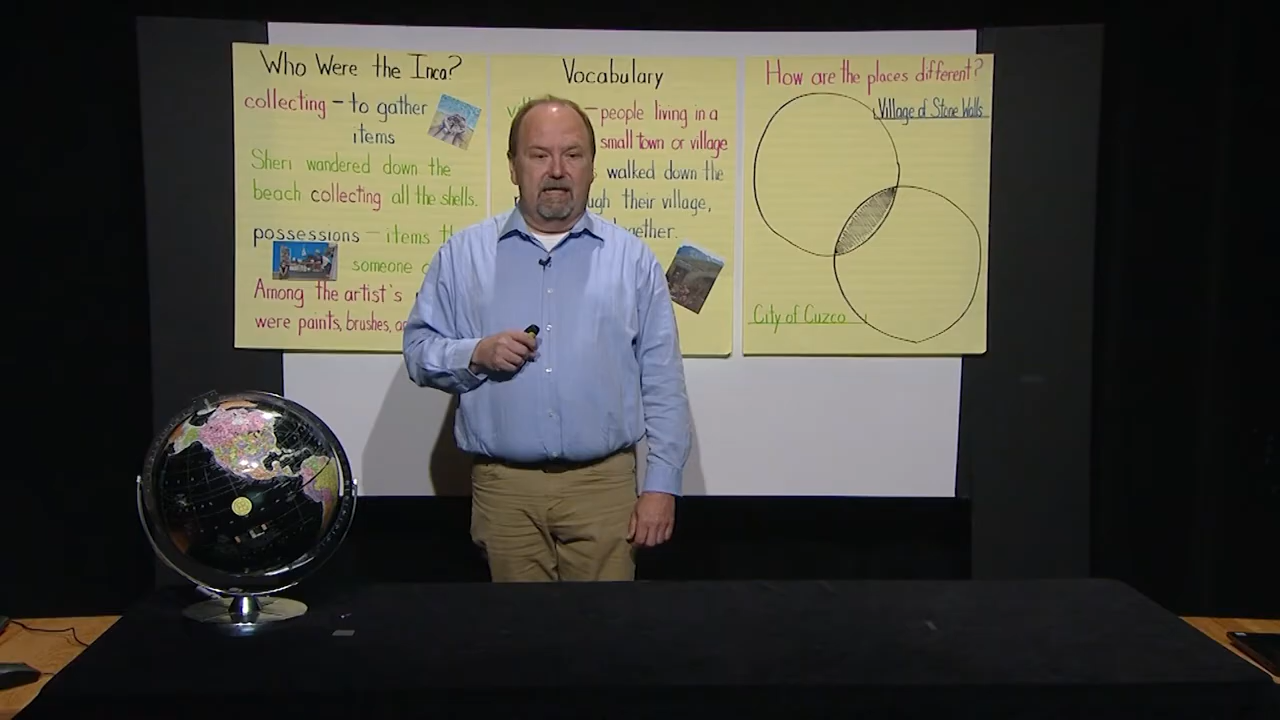 Who Were the Inca?
collecting – to gather
items
Sheri wandered down the
beach collecting all the shells.
possessions – items
someone
Among the artist's
were paints, brushes,
Vocabulary
– people living in a
small town or village
walked down the
their village,
How are the places different?
Village of Stone Walls
City of Cuzco